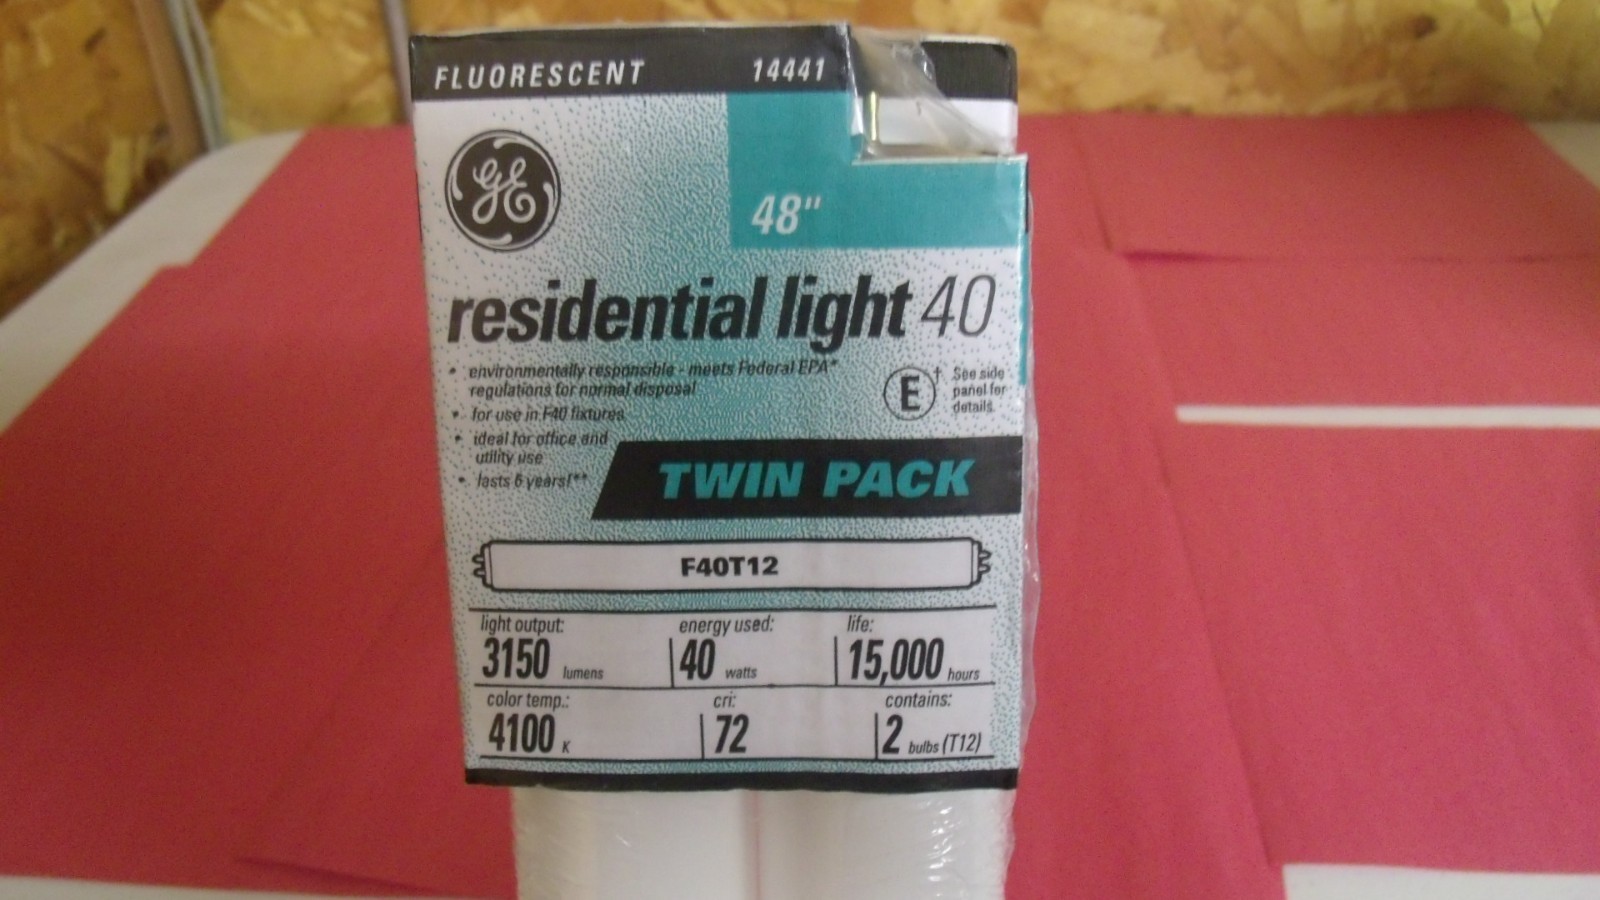 FLUORESCENT 14441
GE
48"
residential light 40
• environmentally responsible - meets Federal EPA*
regulations for normal disposal
• for use in F40 fixtures
• ideal for office and
utility use
• lasts 6 years!**
E† See side
panel for
details.
TWIN PACK
F40T12
light output: energy used: life:
3150 lumens 40 watts 15,000 hours
color temp.: cri: contains:
4100 K 72 2 bulbs (T12)